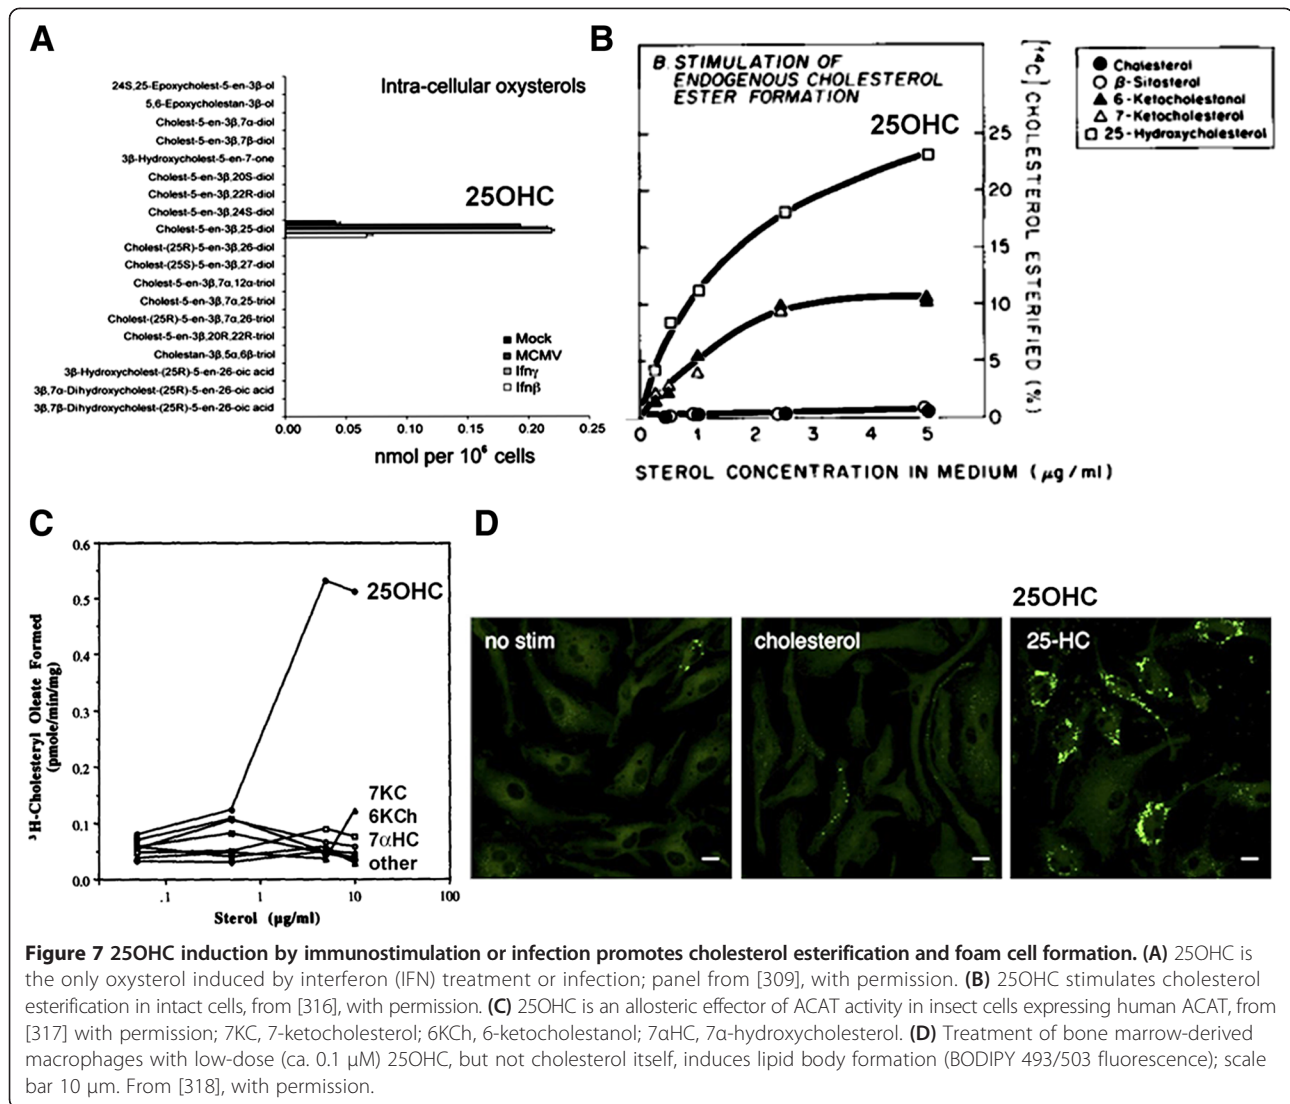 A
Intra-cellular oxysterols
24S,25-Epoxycholest-5-en-3β-ol
5,6-Epoxycholestan-3β-ol
Cholest-5-en-3β,7α-diol
Cholest-5-en-3β,7β-diol
3β-Hydroxycholest-5-en-7-one
Cholest-5-en-3β,20S-diol
Cholest-5-en-3β,22R-diol
Cholest-5-en-3β,24S-diol
Cholest-5-en-3β,25-diol
Cholest-(25R)-5-en-3β,26-diol
Cholest-(25S)-5-en-3β,27-diol
Cholest-5-en-3β,7α,12α-triol
Cholest-5-en-3β,7α,25-triol
Cholest-(25R)-5-en-3β,7α,26-triol
Cholest-5-en-3β,20R,22R-triol
Cholestan-3β,5α,6β-triol
3β-Hydroxycholest-(25R)-5-en-26-oic acid
3β,7α-Dihydroxycholest-(25R)-5-en-26-oic acid
3β,7β-Dihydroxycholest-(25R)-5-en-26-oic acid
25OHC
Mock
MCMV
Ifnγ
Ifnβ
0.00 0.05 0.10 0.15 0.20 0.25
nmol per 10⁶ cells
B
B. STIMULATION OF
ENDOGENOUS CHOLESTEROL
ESTER FORMATION
25OHC
25
20
15
10
5
0
[¹⁴C] CHOLESTEROL ESTERIFIED (%)
0 1 2 3 4 5
STEROL CONCENTRATION IN MEDIUM (μg/ml)
Cholesterol
β-Sitosterol
6-Ketocholestanol
7-Ketocholesterol
25-Hydroxycholesterol
C
³H-Cholesteryl Oleate Formed
(pmole/min/mg)
0.6
0.5
0.4
0.3
0.2
0.1
0.0
25OHC
7KC
6KCh
7αHC
other
.1 1 10 100
Sterol (μg/ml)
D
25OHC
no stim
cholesterol
25-HC
Figure 7 25OHC induction by immunostimulation or infection promotes cholesterol esterification and foam cell formation. (A) 25OHC is
the only oxysterol induced by interferon (IFN) treatment or infection; panel from [309], with permission. (B) 25OHC stimulates cholesterol
esterification in intact cells, from [316], with permission. (C) 25OHC is an allosteric effector of ACAT activity in insect cells expressing human ACAT, from
[317] with permission; 7KC, 7-ketocholesterol; 6KCh, 6-ketocholestanol; 7αHC, 7α-hydroxycholesterol. (D) Treatment of bone marrow-derived
macrophages with low-dose (ca. 0.1 μM) 25OHC, but not cholesterol itself, induces lipid body formation (BODIPY 493/503 fluorescence); scale
bar 10 μm. From [318], with permission.